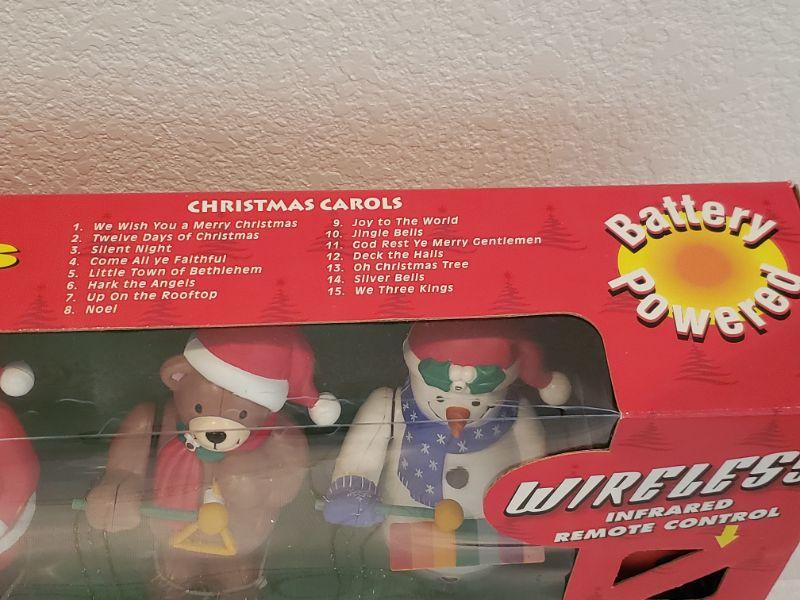 CHRISTMAS CAROLS
1. We Wish You a Merry Christmas
2. Twelve Days of Christmas
3. Silent Night
4. Come All ye Faithful
5. Little Town of Bethlehem
6. Hark the Angels
7. Up On the Rooftop
8. Noel
9. Joy to The World
10. Jingle Bells
11. God Rest Ye Merry Gentlemen
12. Deck the Halls
13. Oh Christmas Tree
14. Silver Bells
15. We Three Kings
Battery
Powered
WIRELESS
INFRARED
REMOTE CONTROL